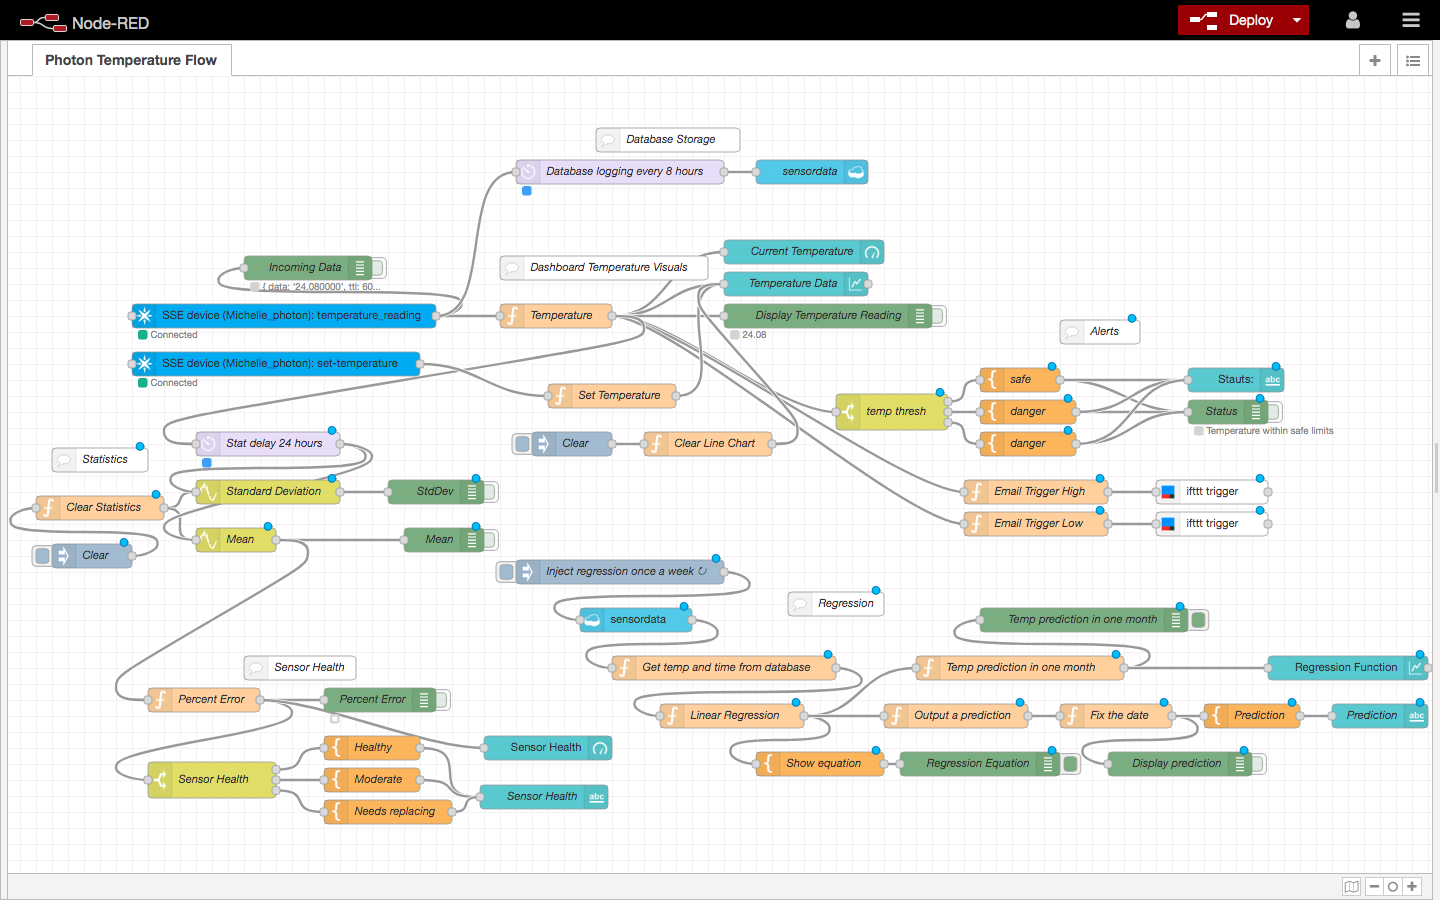 Node-RED
Deploy
Photon Temperature Flow
Database Storage
Database logging every 8 hours
sensordata
Current Temperature
Incoming Data
Dashboard Temperature Visuals
Temperature Data
{ data: '24.080000', ttl: 60...
SSE device (Michelle_photon): temperature_reading
Temperature
Display Temperature Reading
Connected
24.08
Alerts
SSE device (Michelle_photon): set-temperature
Connected
Set Temperature
safe
Stauts:
abc
temp thresh
danger
Status
Temperature within safe limits
Stat delay 24 hours
Clear
Clear Line Chart
danger
Statistics
Standard Deviation
StdDev
Email Trigger High
ifttt trigger
Clear Statistics
Email Trigger Low
ifttt trigger
Mean
Mean
Clear
Inject regression once a week ↻
Regression
sensordata
Temp prediction in one month
Sensor Health
Get temp and time from database
Temp prediction in one month
Regression Function
Percent Error
Percent Error
Linear Regression
Output a prediction
Fix the date
Prediction
Prediction
abc
Healthy
Sensor Health
Show equation
Regression Equation
Display prediction
Sensor Health
Moderate
Sensor Health
abc
Needs replacing